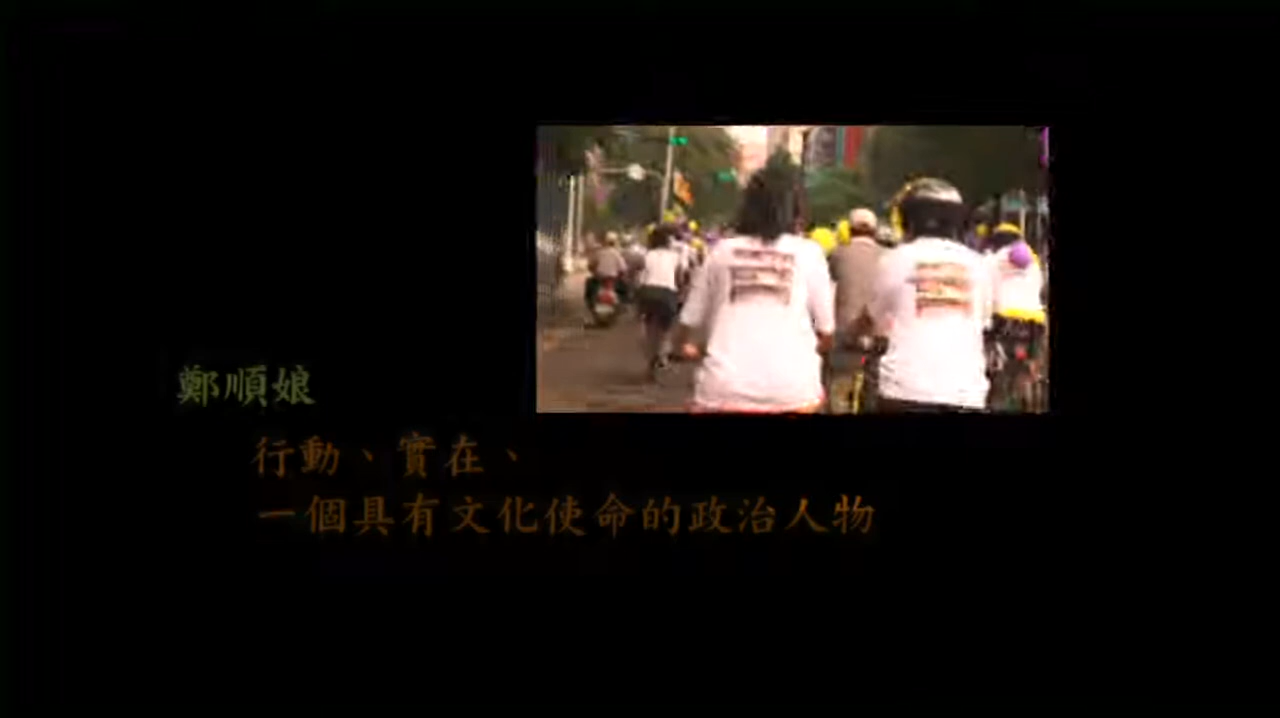 鄭順娘
行動、實在、
一個具有文化使命的政治人物